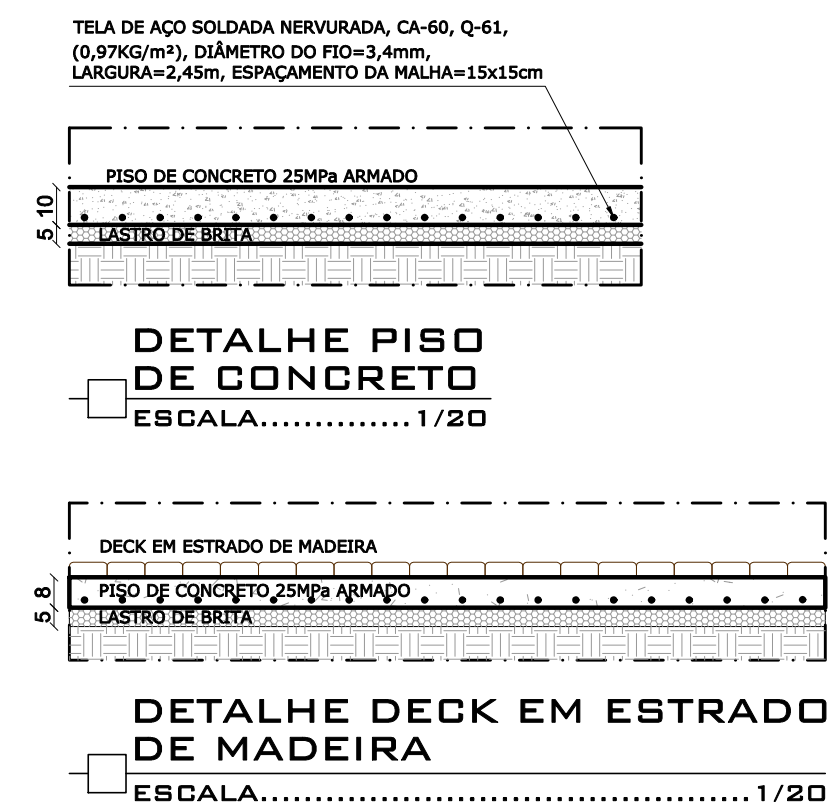 TELA DE AÇO SOLDADA NERVURADA, CA-60, Q-61,
(0,97KG/m²), DIÂMETRO DO FIO=3,4mm,
LARGURA=2,45m, ESPAÇAMENTO DA MALHA=15x15cm
PISO DE CONCRETO 25MPa ARMADO
10
5
LASTRO DE BRITA
DETALHE PISO
DE CONCRETO
ESCALA..............1/20
DECK EM ESTRADO DE MADEIRA
8
PISO DE CONCRETO 25MPa ARMADO
5
LASTRO DE BRITA
DETALHE DECK EM ESTRADO
DE MADEIRA
ESCALA.............................................1/20